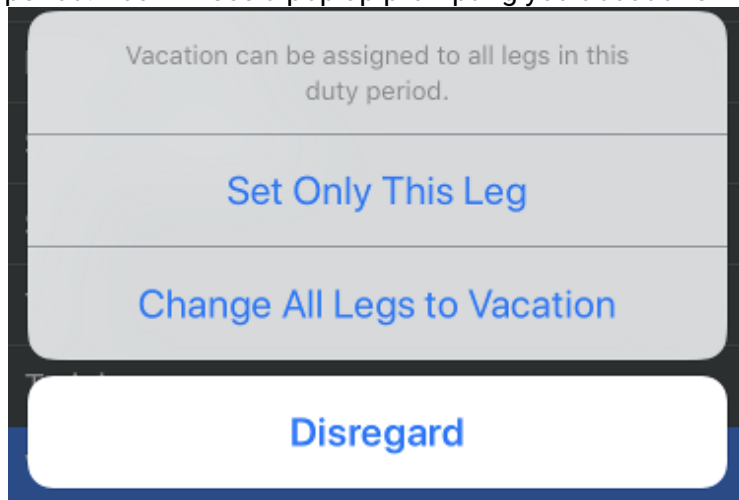 Vacation can be assigned to all legs in this
duty period.
Set Only This Leg
Change All Legs to Vacation
Disregard